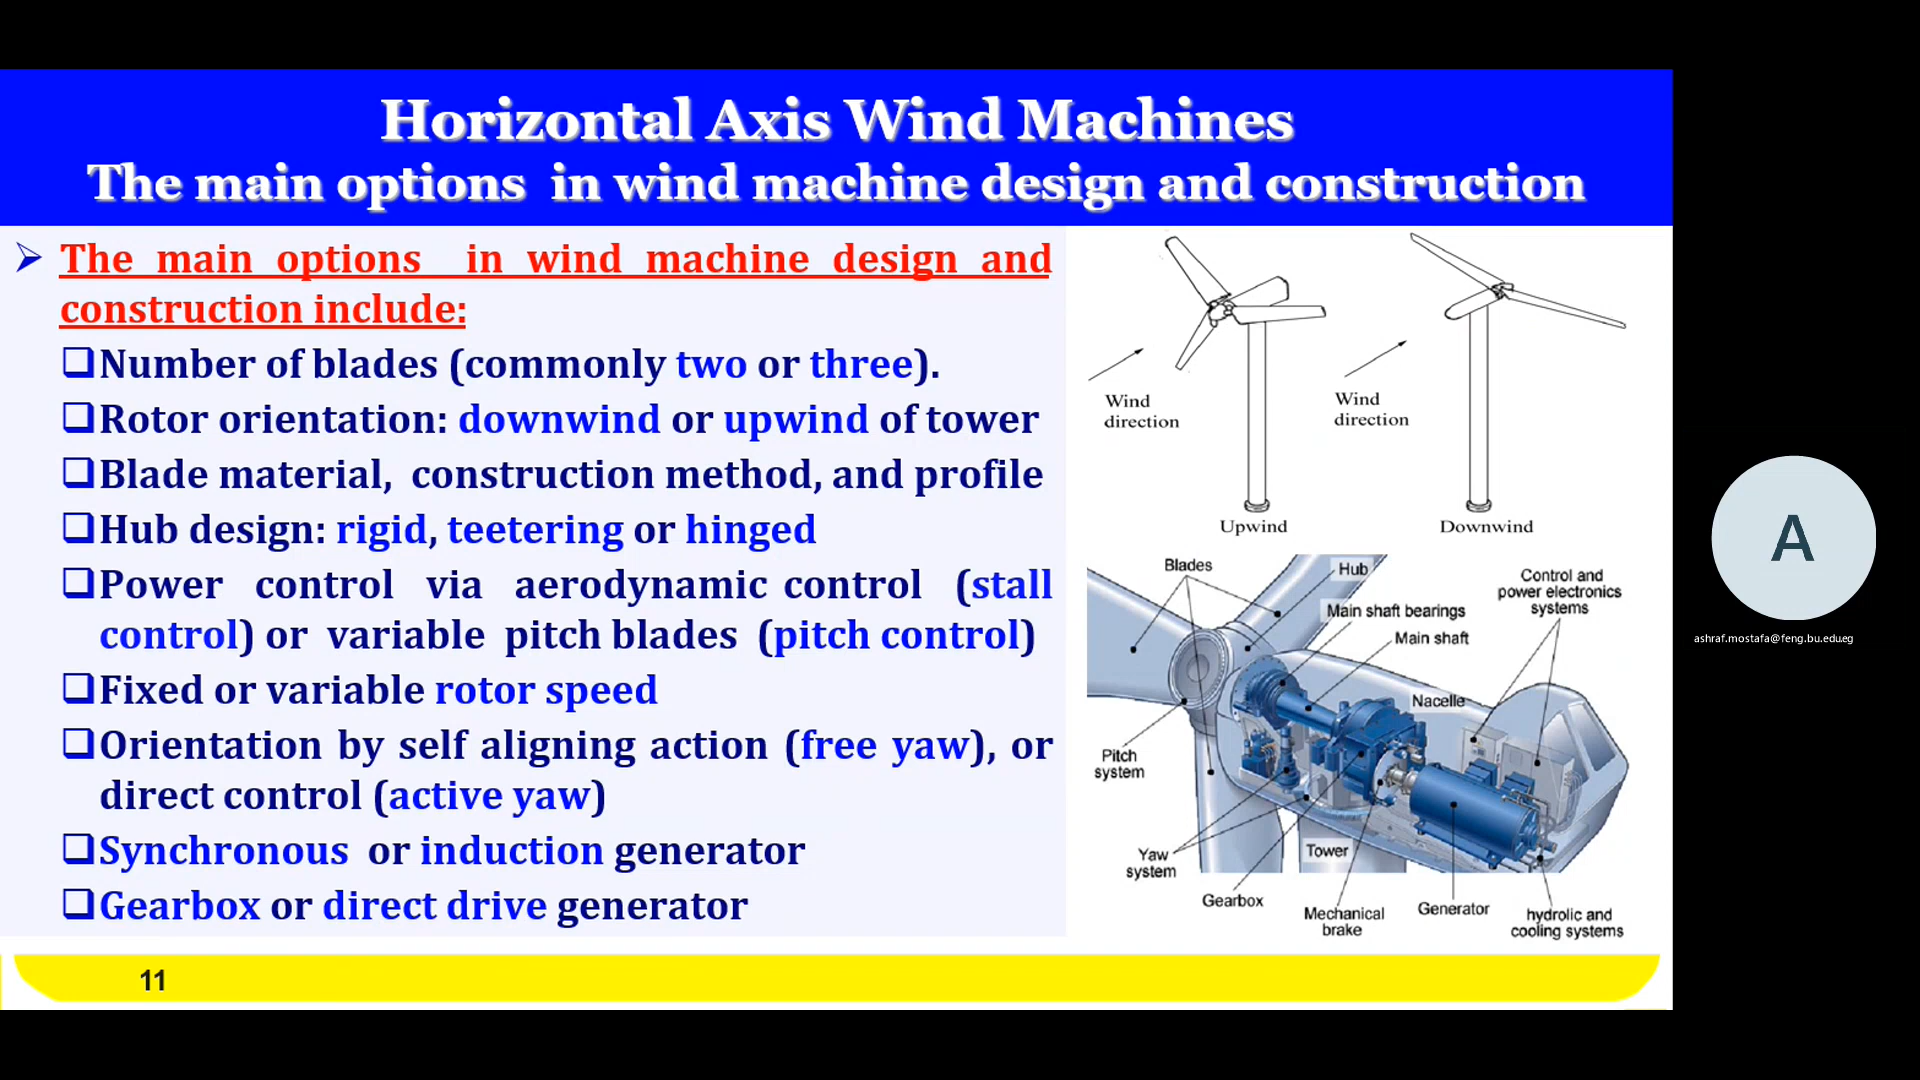 Horizontal Axis Wind Machines
The main options in wind machine design and construction
The main options in wind machine design and
construction include:
Number of blades (commonly two or three).
Rotor orientation: downwind or upwind of tower
Blade material, construction method, and profile
Hub design: rigid, teetering or hinged
Power control via aerodynamic control (stall
control) or variable pitch blades (pitch control)
Fixed or variable rotor speed
Orientation by self aligning action (free yaw), or
direct control (active yaw)
Synchronous or induction generator
Gearbox or direct drive generator
Wind
direction
Wind
direction
Upwind
Downwind
Blades
Hub
Control and
power electronics
systems
Main shaft bearings
Main shaft
Nacelle
Pitch
system
Yaw
system
Tower
Gearbox
Mechanical
brake
Generator
hydrolic and
cooling systems
11
A
ashraf.mostafa@feng.bu.edu.eg